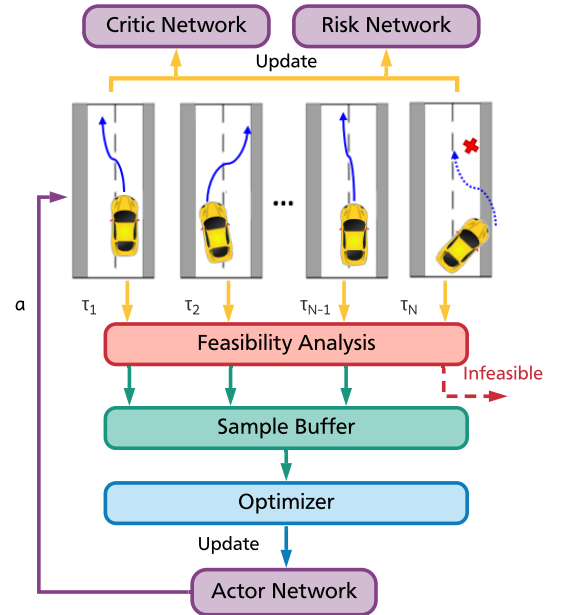 Critic Network
Risk Network
Update
...
a
τ1
τ2
τN-1
τN
Feasibility Analysis
Infeasible
Sample Buffer
Optimizer
Update
Actor Network